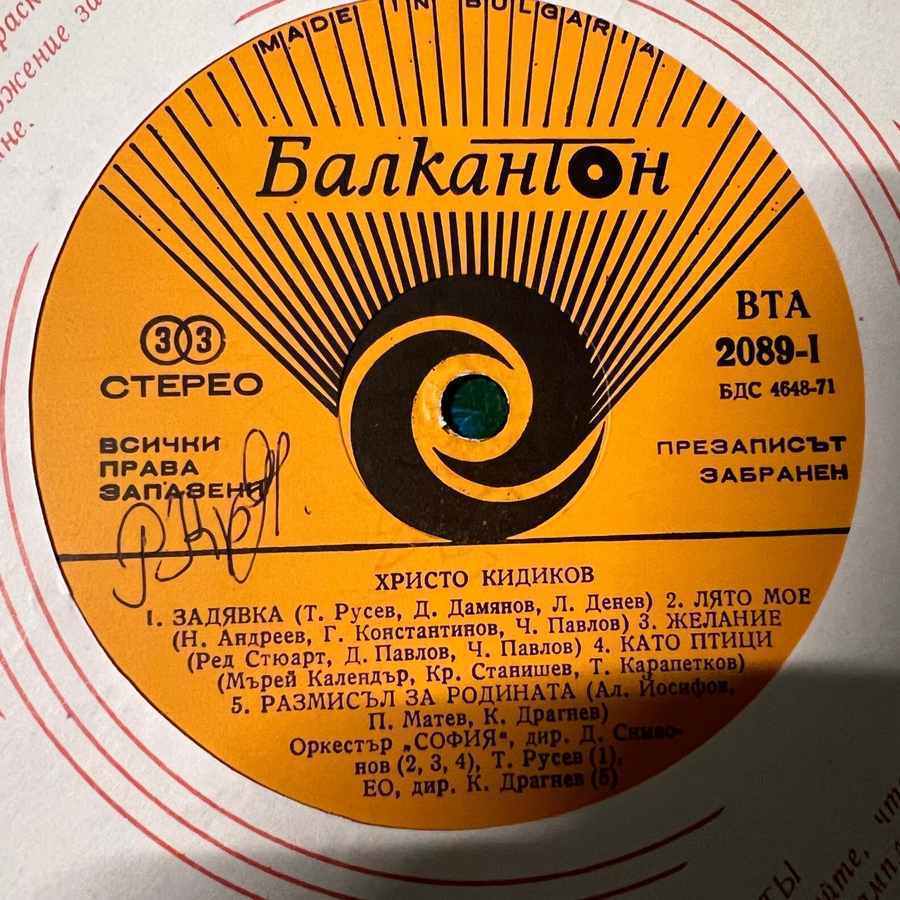 MADE IN BULGARIA
БалканТон
33
СТЕРЕО
ВТА
2089-I
БДС 4648-71
ВСИЧКИ
ПРАВА
ЗАПАЗЕНИ
ПРЕЗАПИСЪТ
ЗАБРАНЕН
ХРИСТО КИДИКОВ
1. ЗАДЯВКА (Т. Русев, Д. Дамянов, Л. Денев) 2. ЛЯТО МОЕ
(Н. Андреев, Г. Константинов, Ч. Павлов) 3. ЖЕЛАНИЕ
(Ред Стюарт, Д. Павлов, Ч. Павлов) 4. КАТО ПТИЦИ
(Мърей Календър, Кр. Станишев, Т. Карапетков)
5. РАЗМИСЪЛ ЗА РОДИНАТА (Ал. Йосифов,
П. Матев, К. Драгнев)
Оркестър „СОФИЯ“, дир. Д. Симео-
нов (2, 3, 4), Т. Русев (1),
ЕО, дир. К. Драгнев (5)